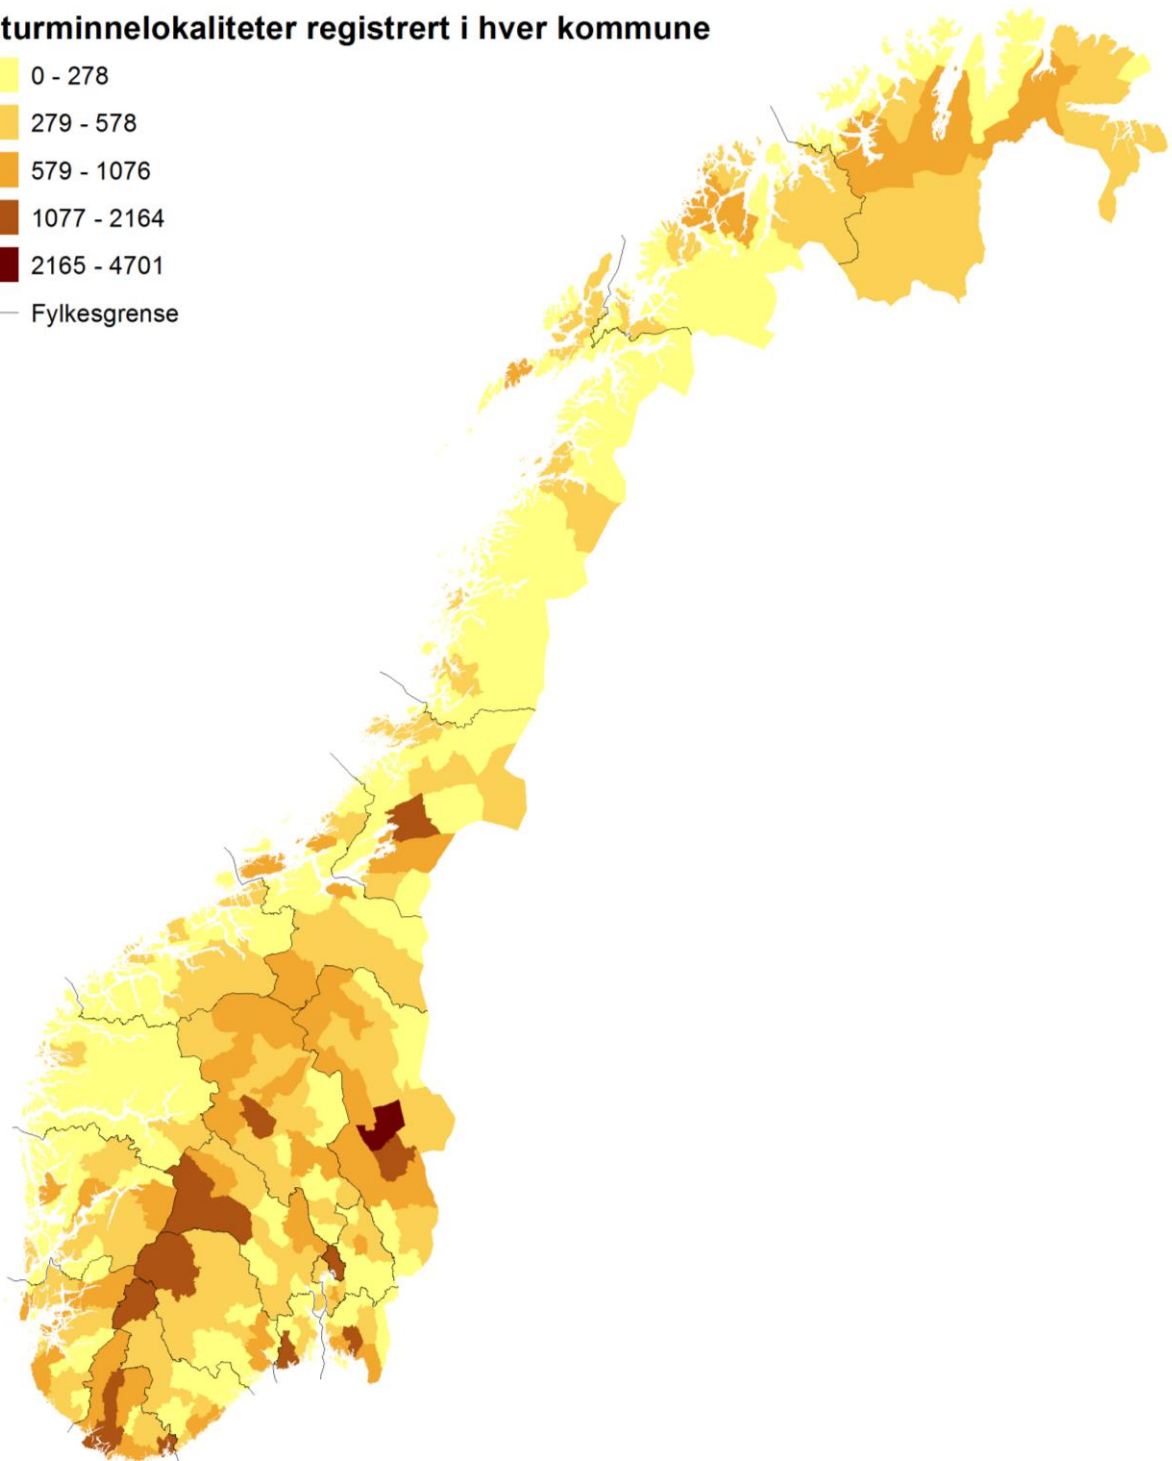 turminnelokaliteter registrert i hver kommune
0 - 278
279 - 578
579 - 1076
1077 - 2164
2165 - 4701
Fylkesgrense